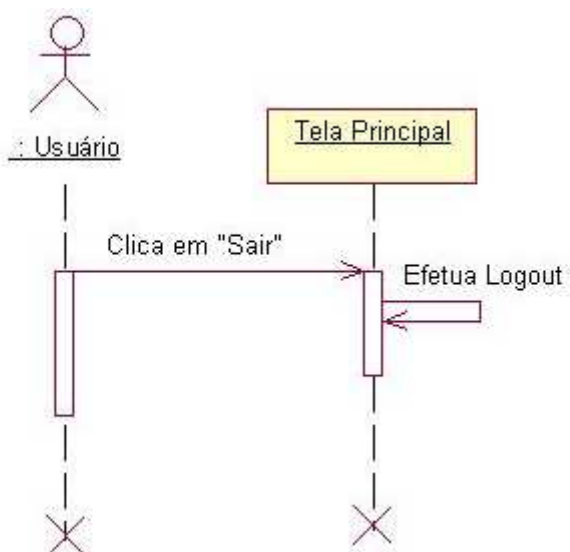 : Usuário
Tela Principal
Clica em "Sair"
Efetua Logout